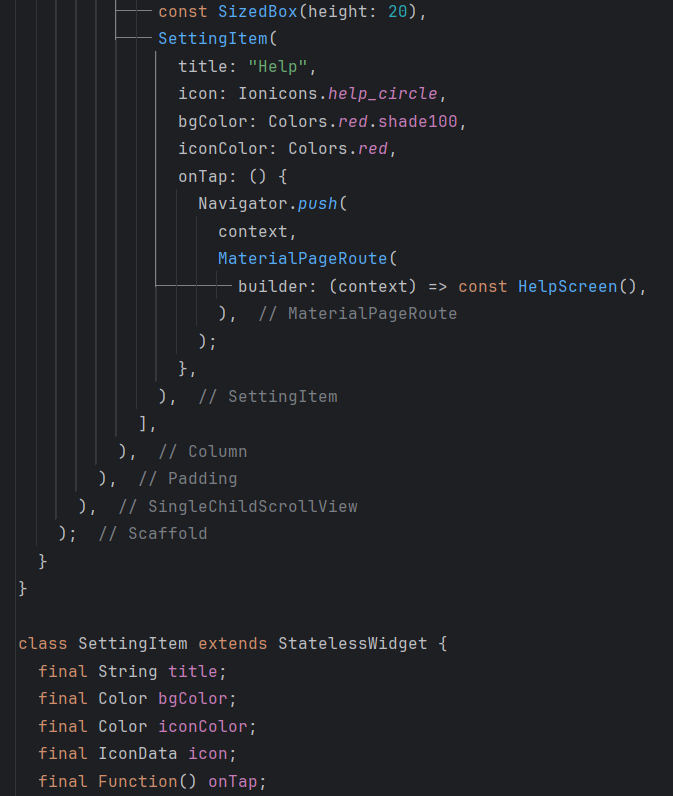 const SizedBox(height: 20),
SettingItem(
title: "Help",
icon: Ionicons.help_circle,
bgColor: Colors.red.shade100,
iconColor: Colors.red,
onTap: () {
Navigator.push(
context,
MaterialPageRoute(
builder: (context) => const HelpScreen(),
), // MaterialPageRoute
);
},
), // SettingItem
],
), // Column
), // Padding
), // SingleChildScrollView
); // Scaffold
}
}
class SettingItem extends StatelessWidget {
final String title;
final Color bgColor;
final Color iconColor;
final IconData icon;
final Function() onTap;